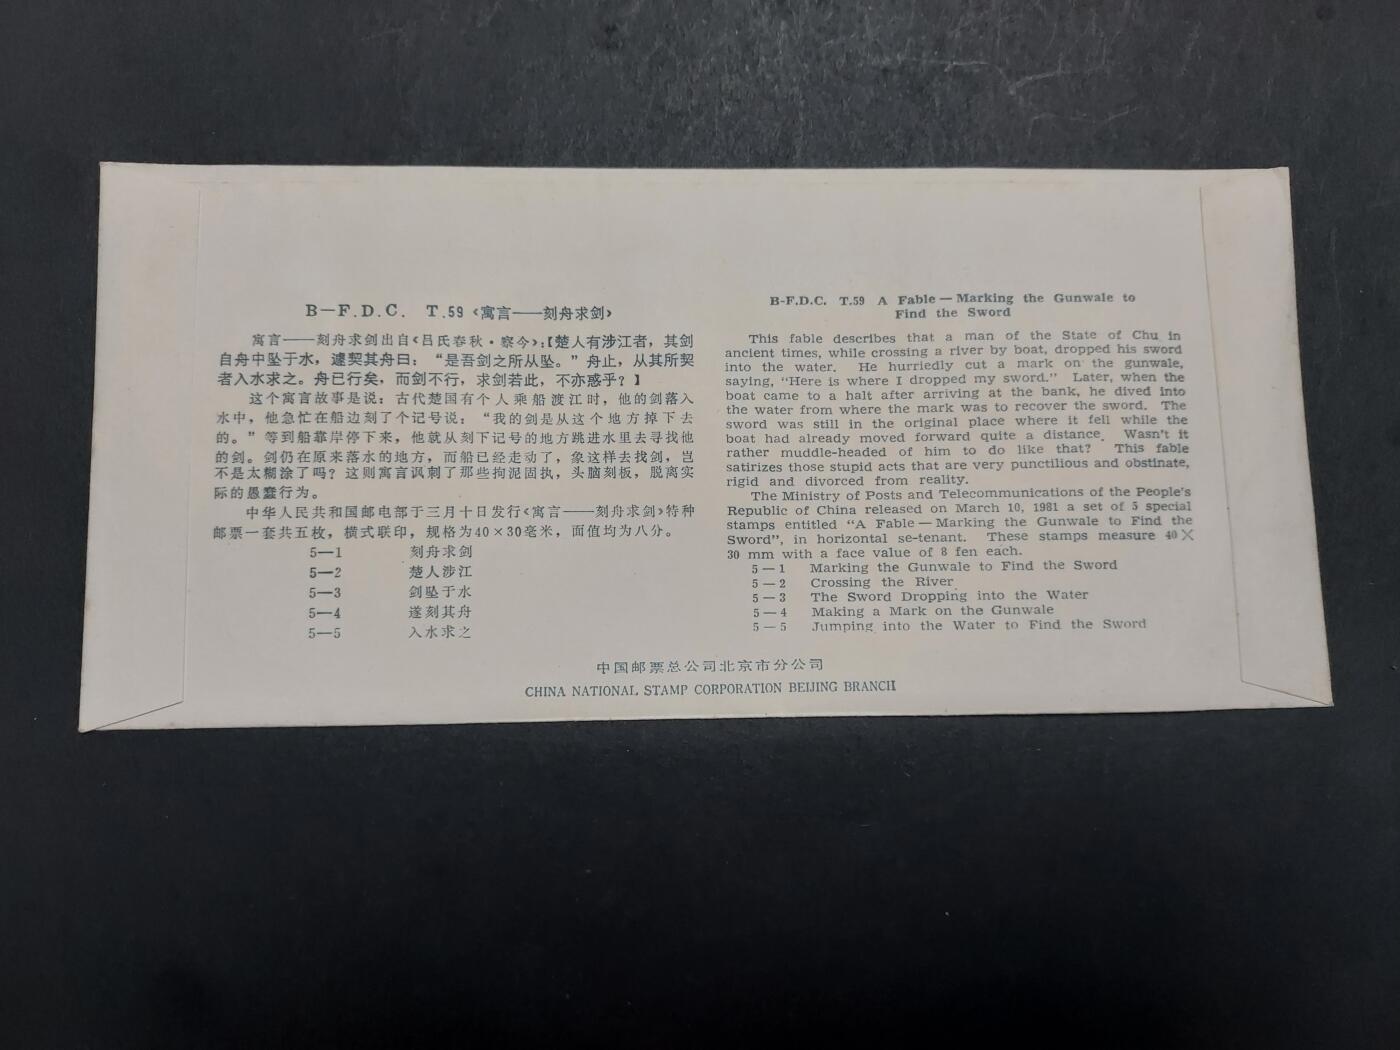 B—F.D.C. T.59 《寓言——刻舟求剑》
寓言——刻舟求剑出自《吕氏春秋·察今》:【楚人有涉江者，其剑
自舟中坠于水，遽契其舟曰：“是吾剑之所从坠。”舟止，从其所契
者入水求之。舟已行矣，而剑不行，求剑若此，不亦惑乎？】
这个寓言故事是说：古代楚国有个人乘船渡江时，他的剑落入
水中，他急忙在船边刻了个记号说：“我的剑是从这个地方掉下去
的。”等到船靠岸停下来，他就从刻下记号的地方跳进水里去寻找他
的剑。剑仍在原来落水的地方，而船已经走动了，象这样去找剑，岂
不是太糊涂了吗？这则寓言讽刺了那些拘泥固执，头脑刻板，脱离实
际的愚蠢行为。
中华人民共和国邮电部于三月十日发行《寓言——刻舟求剑》特种
邮票一套共五枚，横式联印，规格为40×30毫米，面值均为八分。
5—1 刻舟求剑
5—2 楚人涉江
5—3 剑坠于水
5—4 遂刻其舟
5—5 入水求之
B-F.D.C. T.59 A Fable — Marking the Gunwale to
Find the Sword
This fable describes that a man of the State of Chu in
ancient times, while crossing a river by boat, dropped his sword
into the water. He hurriedly cut a mark on the gunwale,
saying, “Here is where I dropped my sword.” Later, when the
boat came to a halt after arriving at the bank, he dived into
the water from where the mark was to recover the sword. The
sword was still in the original place where it fell while the
boat had already moved forward quite a distance. Wasn't it
rather muddle-headed of him to do like that? This fable
satirizes those stupid acts that are very punctilious and obstinate,
rigid and divorced from reality.
The Ministry of Posts and Telecommunications of the People's
Republic of China released on March 10, 1981 a set of 5 special
stamps entitled “A Fable — Marking the Gunwale to Find the
Sword”, in horizontal se-tenant. These stamps measure 40 ×
30 mm with a face value of 8 fen each.
5 — 1 Marking the Gunwale to Find the Sword
5 — 2 Crossing the River
5 — 3 The Sword Dropping into the Water
5 — 4 Making a Mark on the Gunwale
5 — 5 Jumping into the Water to Find the Sword
中国邮票总公司北京市分公司
CHINA NATIONAL STAMP CORPORATION BEIJING BRANCH